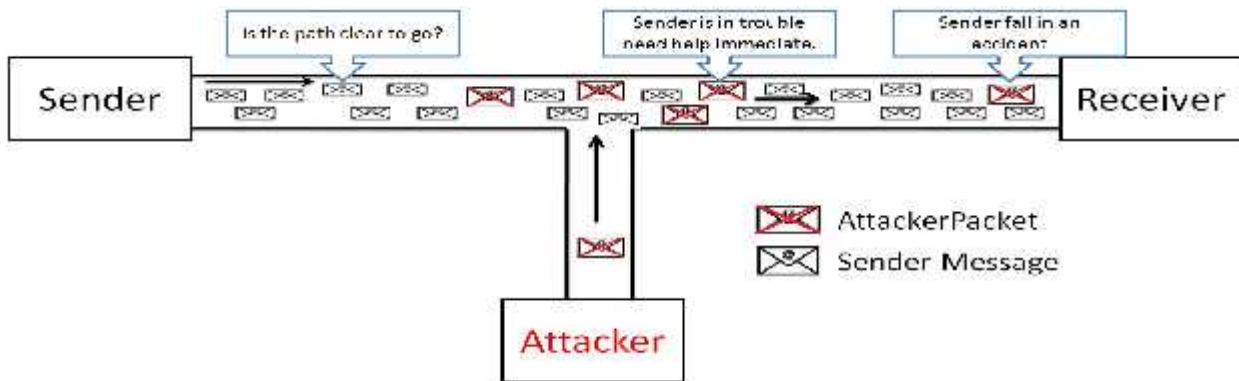 Is the path clear to go?
Sender is in trouble
need help immediate.
Sender fall in an
accident
Sender
Receiver
AttackerPacket
Sender Message
Attacker